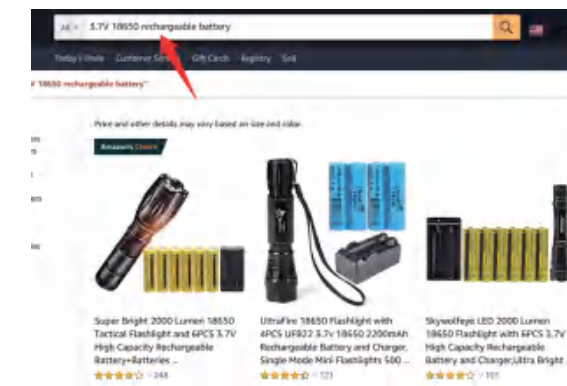 All
3.7V 18650 rechargeable battery
Today's Deals Customer Service Gift Cards Registry Sell
18650 rechargeable battery"
Price and other details may vary based on size and color
Amazon's Choice
Super Bright 2000 Lumen 18650
Tactical Flashlight and 6PCS 3.7V
High Capacity Rechargeable
Battery+Batteries ...
248
UltraFire 18650 Flashlight with
4PCS UFB22 3.7v 18650 2200mAh
Rechargeable Battery and Charger,
Single Mode Mini Flashlights 500 ...
121
Skywolfeye LED 2000 Lumen
18650 Flashlight with 6PCS 3.7V
High Capacity Rechargeable
Battery and Charger,Ultra Bright
101